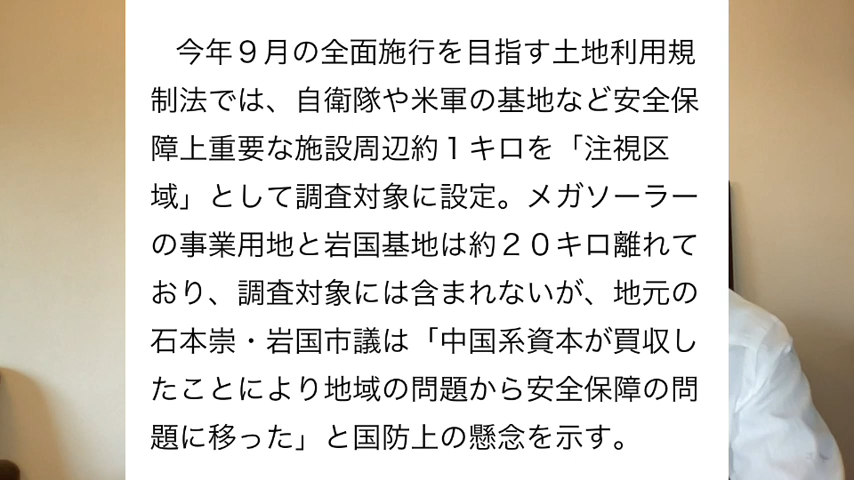 今年９月の全面施行を目指す土地利用規
制法では、自衛隊や米軍の基地など安全保
障上重要な施設周辺約１キロを「注視区
域」として調査対象に設定。メガソーラー
の事業用地と岩国基地は約２０キロ離れて
おり、調査対象には含まれないが、地元の
石本崇・岩国市議は「中国系資本が買収し
たことにより地域の問題から安全保障の問
題に移った」と国防上の懸念を示す。